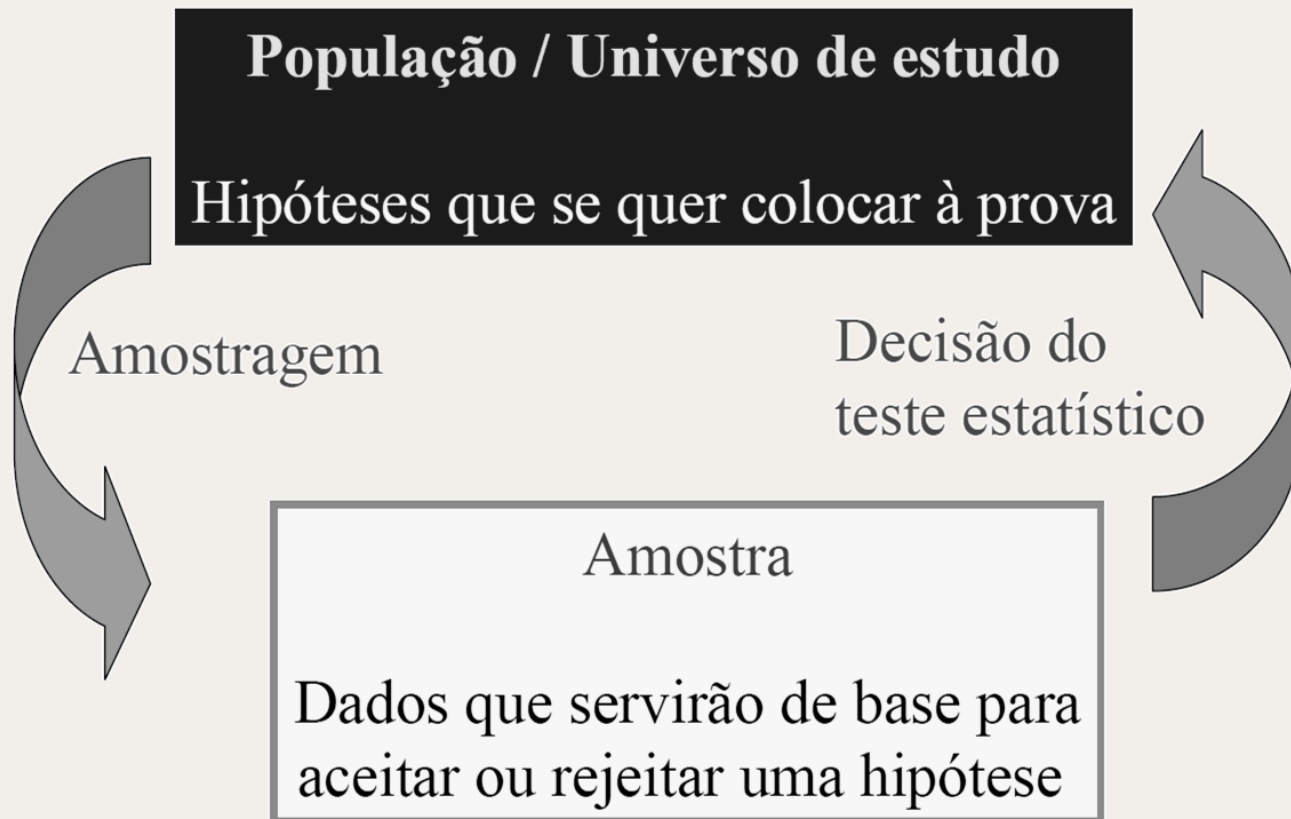 População / Universo de estudo
Hipóteses que se quer colocar à prova
Amostragem
Decisão do
teste estatístico
Amostra
Dados que servirão de base para
aceitar ou rejeitar uma hipótese